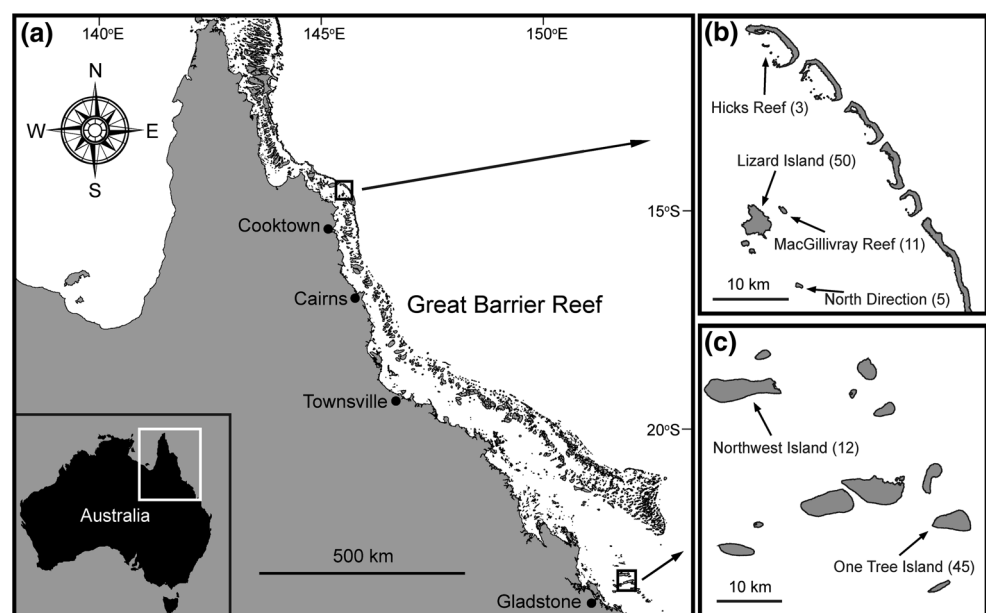 (a)
140°E
145°E
150°E
N
W
E
S
Cooktown
Cairns
Great Barrier Reef
Townsville
15°S
20°S
Australia
500 km
Gladstone
(b)
Hicks Reef (3)
Lizard Island (50)
MacGillivray Reef (11)
10 km
North Direction (5)
(c)
Northwest Island (12)
One Tree Island (45)
10 km